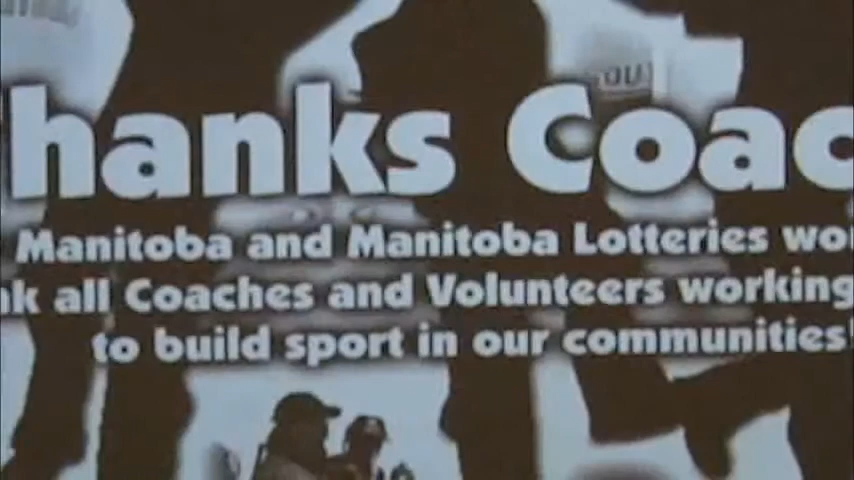 hanks Coac
Manitoba and Manitoba Lotteries wo
nk all Coaches and Volunteers working
to build sport in our communities!